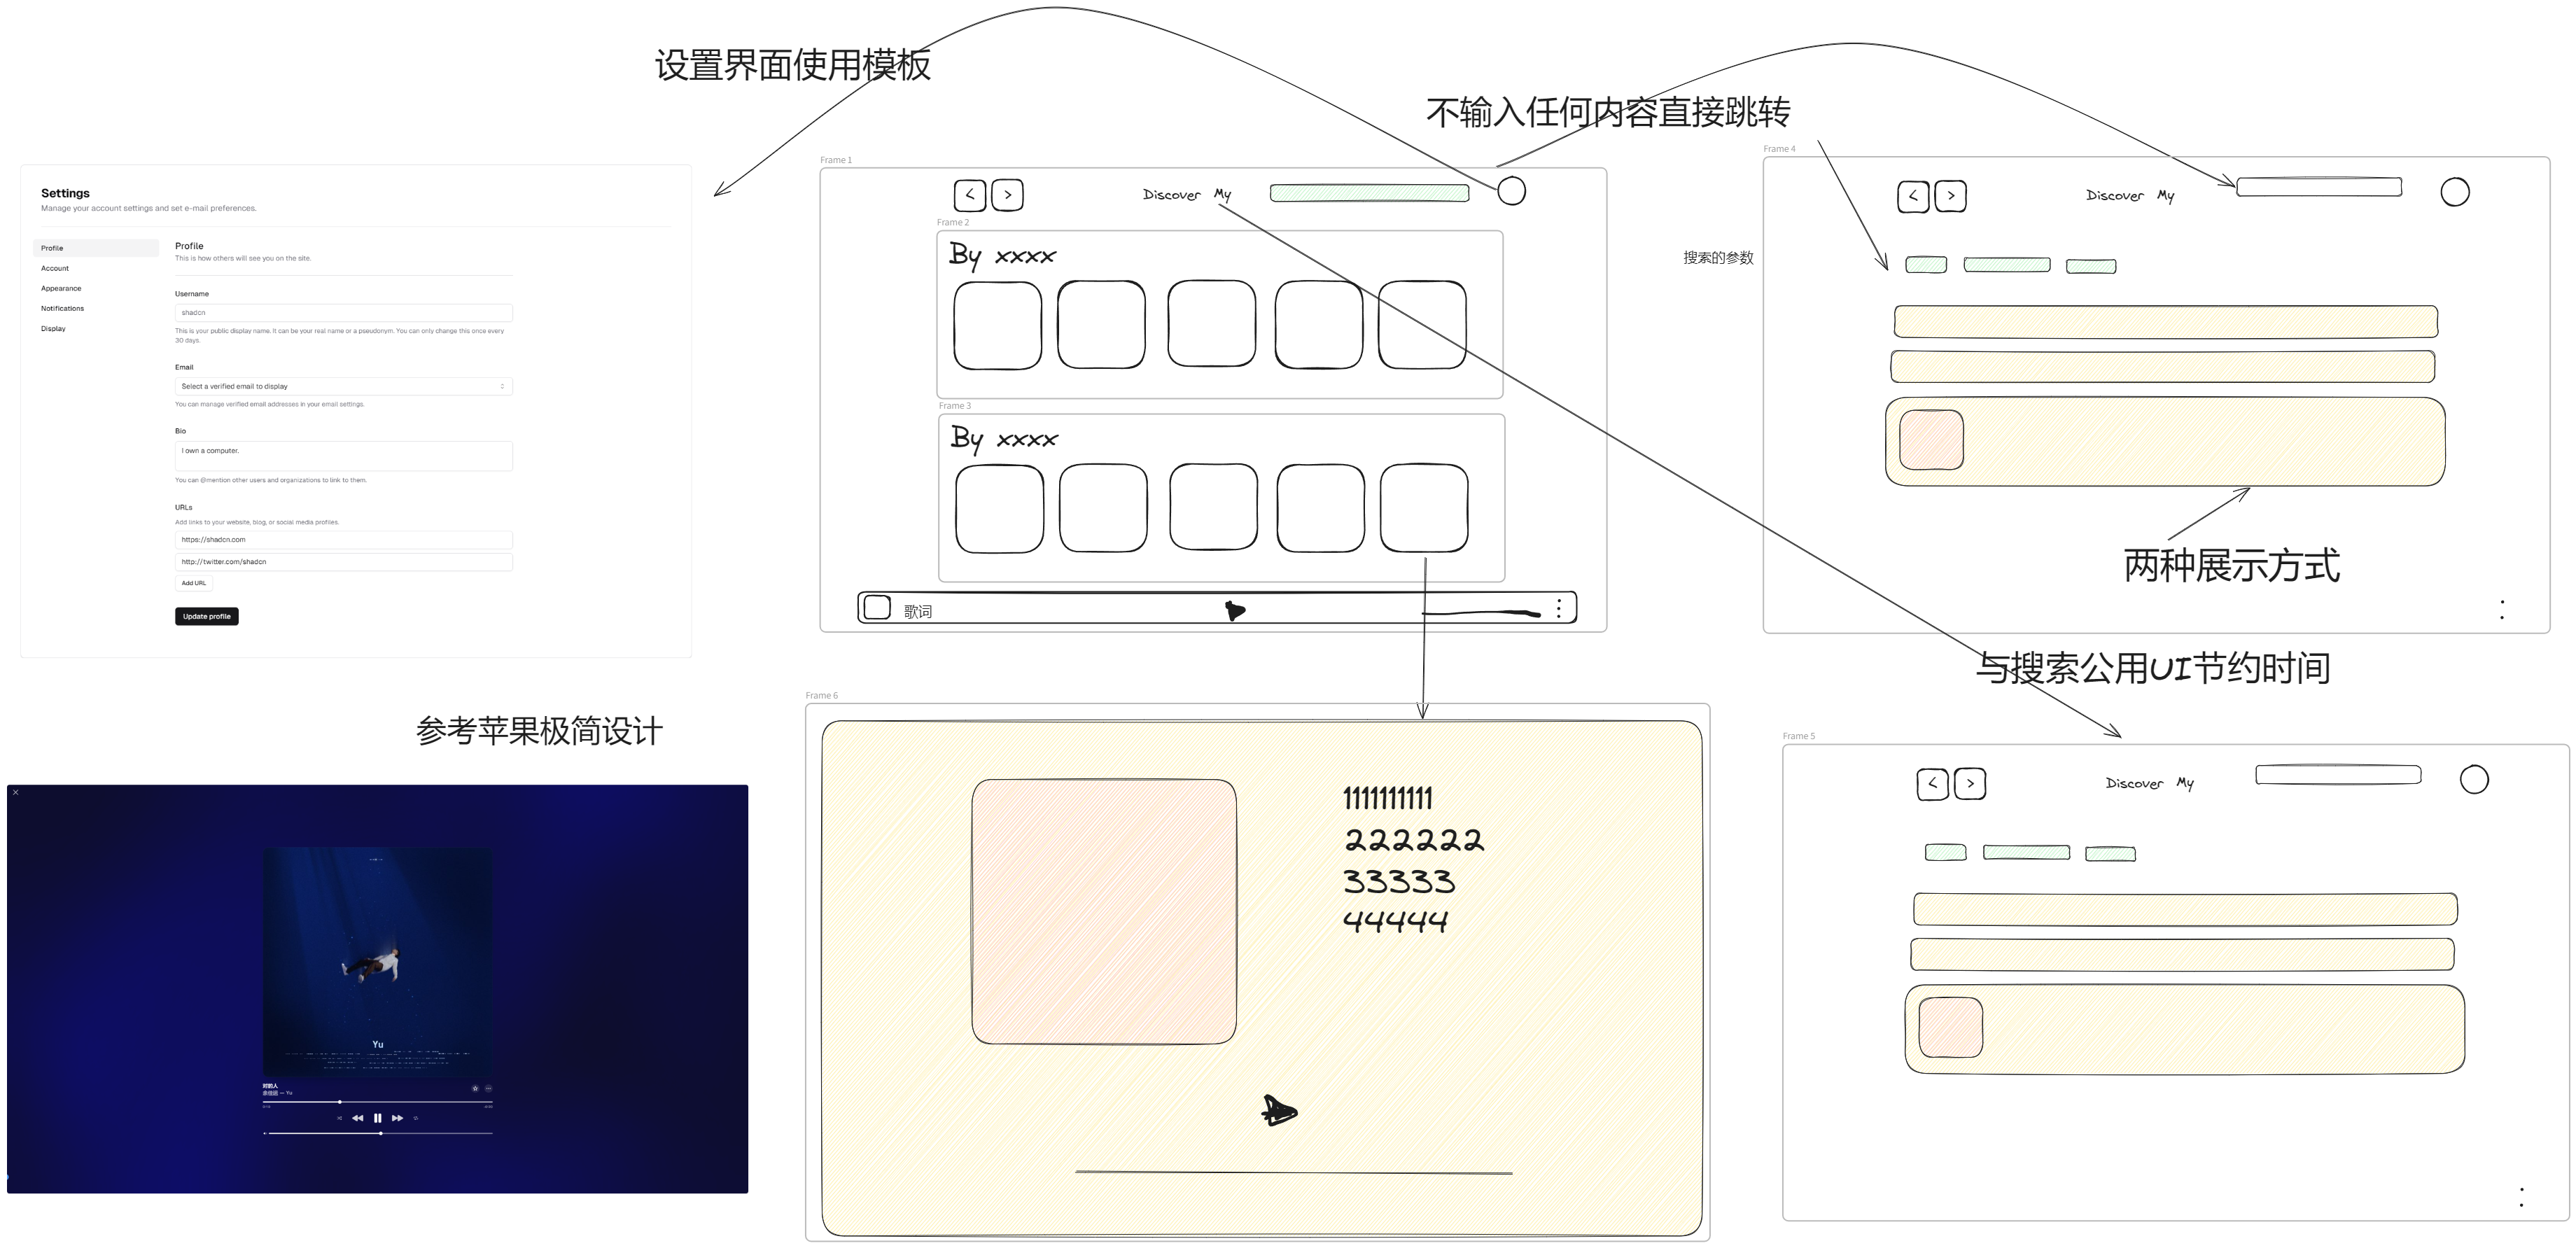 设置界面使用模板
不输入任何内容直接跳转
Settings
Manage your account settings and set e-mail preferences.
Profile
Account
Appearance
Notifications
Display
Profile
This is how others will see you on the site.
Username
shadcn
This is your public display name. It can be your real name or a pseudonym. You can only change this once every
30 days.
Email
Select a verified email to display
You can manage verified email addresses in your email settings.
Bio
I own a computer.
You can @mention other users and organizations to link to them.
URLs
Add links to your website, blog, or social media profiles.
https://shadcn.com
http://twitter.com/shadcn
Add URL
Update profile
Frame 1
< > Discover My
Frame 2
By xxxx
Frame 3
By xxxx
歌词
Frame 4
< > Discover My
搜索的参数
两种展示方式
与搜索公用UI节约时间
参考苹果极简设计
Yu
Frame 6
1111111111
222222
33333
44444
Frame 5
< > Discover My